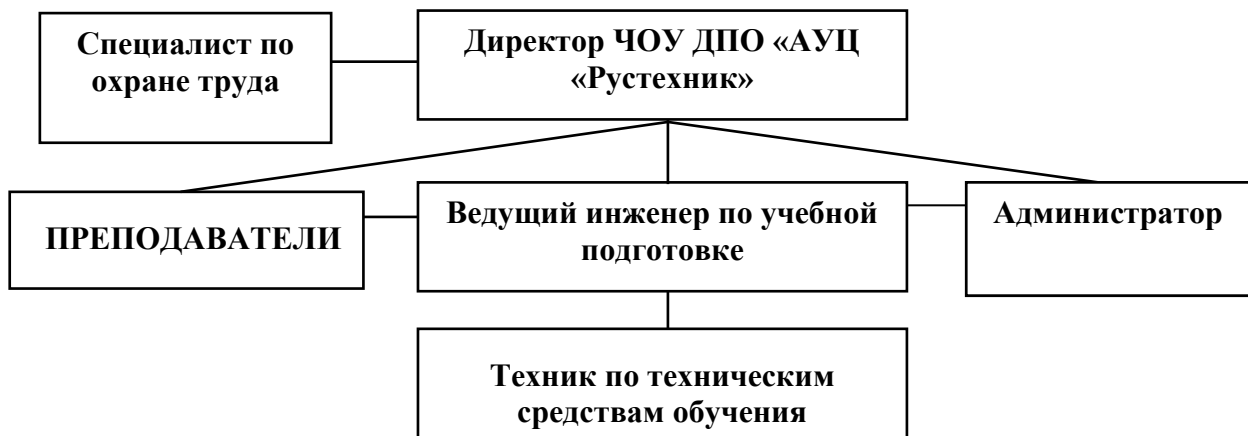 Специалист по
охране труда
Директор ЧОУ ДПО «АУЦ
«Рустехник»
ПРЕПОДАВАТЕЛИ
Ведущий инженер по учебной
подготовке
Администратор
Техник по техническим
средствам обучения